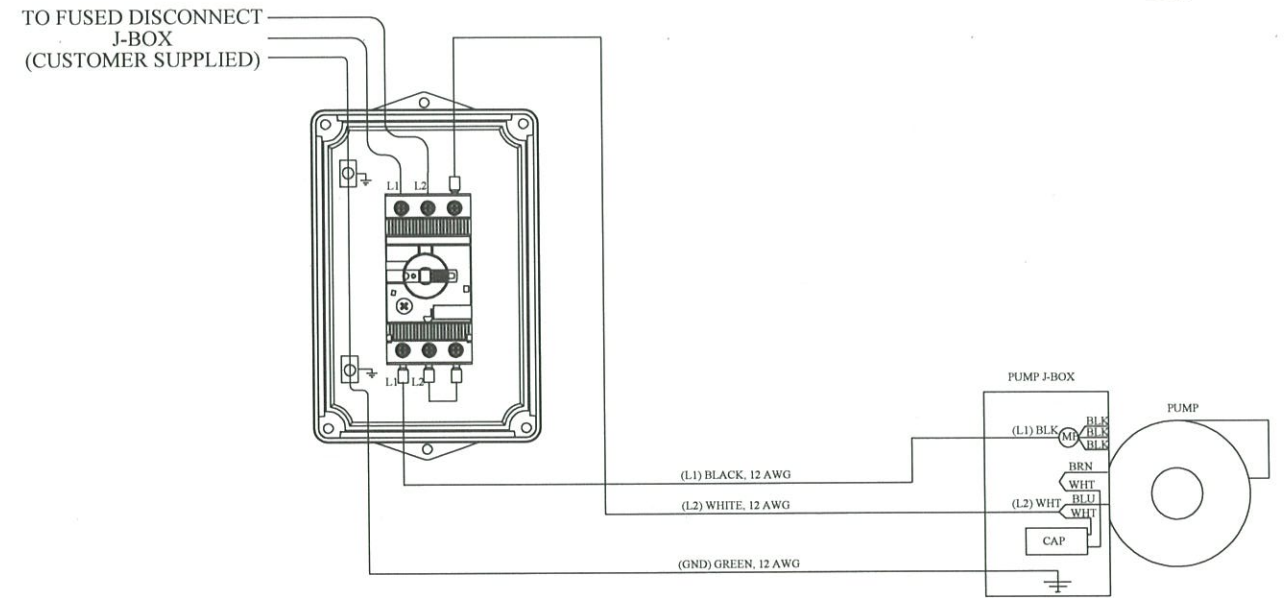 TO FUSED DISCONNECT
J-BOX
(CUSTOMER SUPPLIED)
L1 L2
L1 L2
PUMP J-BOX
PUMP
(L1) BLK
BLK
BLK
BLK
BRN
WHT
(L2) WHT
BLU
WHT
CAP
(L1) BLACK, 12 AWG
(L2) WHITE, 12 AWG
(GND) GREEN, 12 AWG